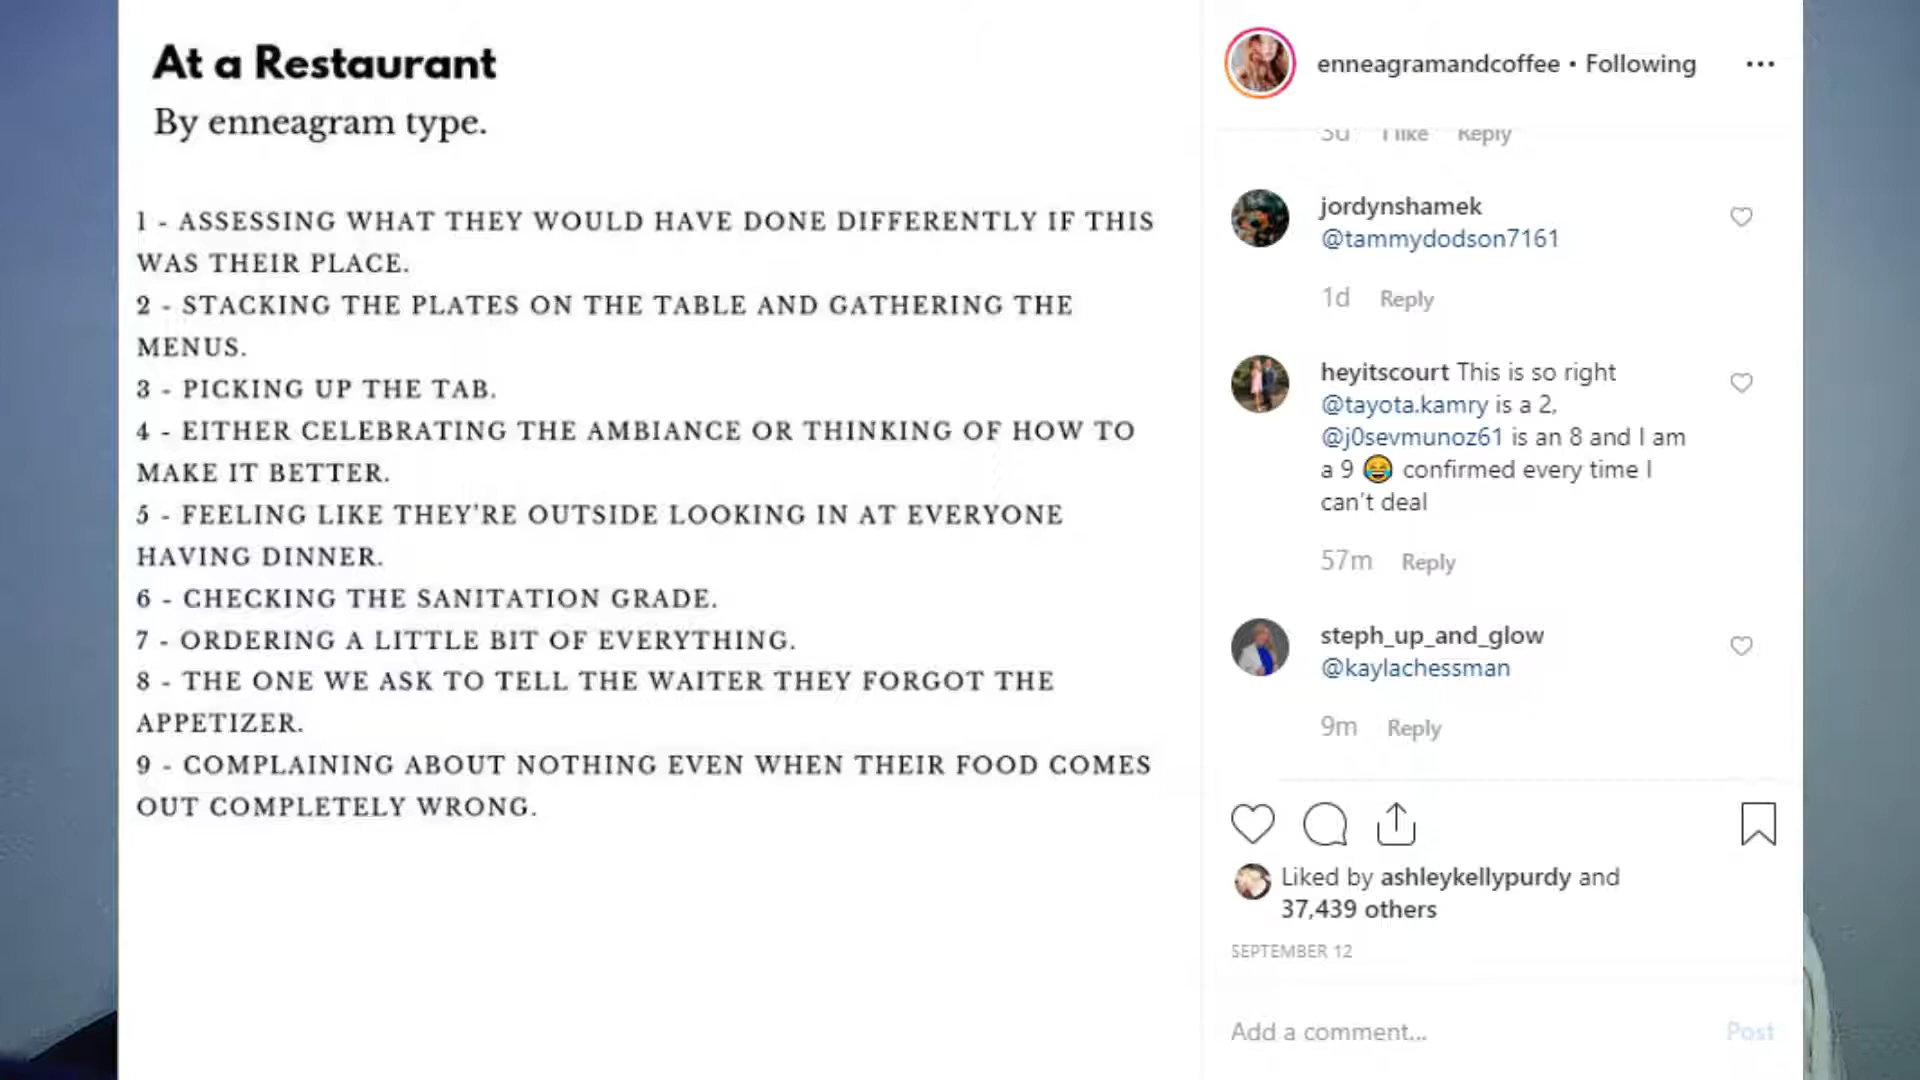 At a Restaurant
By enneagram type.
1 - ASSESSING WHAT THEY WOULD HAVE DONE DIFFERENTLY IF THIS
WAS THEIR PLACE.
2 - STACKING THE PLATES ON THE TABLE AND GATHERING THE
MENUS.
3 - PICKING UP THE TAB.
4 - EITHER CELEBRATING THE AMBIANCE OR THINKING OF HOW TO
MAKE IT BETTER.
5 - FEELING LIKE THEY'RE OUTSIDE LOOKING IN AT EVERYONE
HAVING DINNER.
6 - CHECKING THE SANITATION GRADE.
7 - ORDERING A LITTLE BIT OF EVERYTHING.
8 - THE ONE WE ASK TO TELL THE WAITER THEY FORGOT THE
APPETIZER.
9 - COMPLAINING ABOUT NOTHING EVEN WHEN THEIR FOOD COMES
OUT COMPLETELY WRONG.
enneagramandcoffee • Following
3d 1 like Reply
jordynshamek
@tammydodson7161
1d Reply
heyitscourt This is so right
@tayota.kamry is a 2,
@j0sevmunoz61 is an 8 and I am
a 9 😂 confirmed every time I
can't deal
57m Reply
steph_up_and_glow
@kaylachessman
9m Reply
Liked by ashleykellypurdy and
37,439 others
SEPTEMBER 12
Add a comment... Post